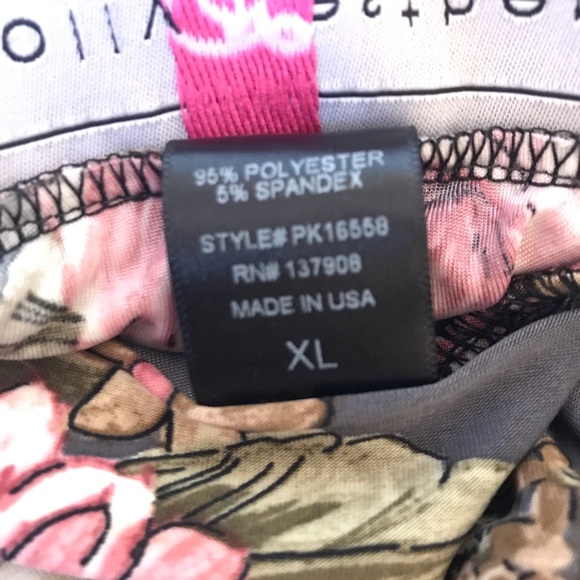 95% POLYESTER
5% SPANDEX
STYLE# PK16558
RN# 137908
MADE IN USA
XL